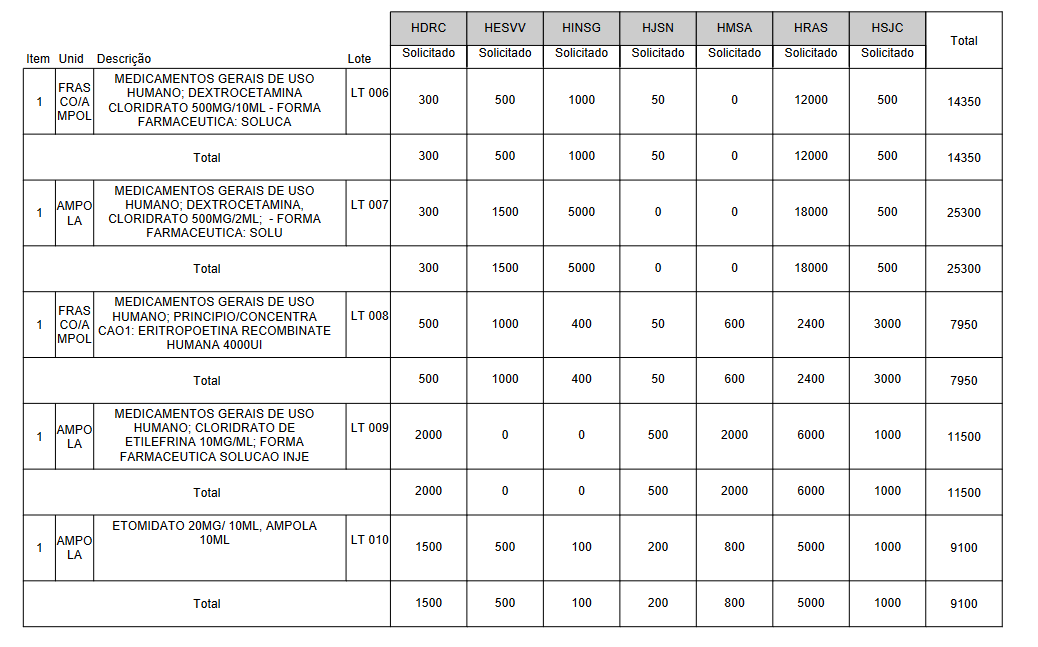 HDRC HESVV HINSG HJSN HMSA HRAS HSJC Total
Item Unid Descrição Lote Solicitado Solicitado Solicitado Solicitado Solicitado Solicitado Solicitado
1 FRAS CO/A MPOL MEDICAMENTOS GERAIS DE USO LT 006 300 500 1000 50 0 12000 500 14350
HUMANO; DEXTROCETAMINA
CLORIDRATO 500MG/10ML - FORMA
FARMACEUTICA: SOLUCA
Total 300 500 1000 50 0 12000 500 14350
1 AMPO LA MEDICAMENTOS GERAIS DE USO LT 007 300 1500 5000 0 0 18000 500 25300
HUMANO; DEXTROCETAMINA,
CLORIDRATO 500MG/2ML; - FORMA
FARMACEUTICA: SOLU
Total 300 1500 5000 0 0 18000 500 25300
1 FRAS CO/A MPOL MEDICAMENTOS GERAIS DE USO LT 008 500 1000 400 50 600 2400 3000 7950
HUMANO; PRINCIPIO/CONCENTRA
CAO1: ERITROPOETINA RECOMBINATE
HUMANA 4000UI
Total 500 1000 400 50 600 2400 3000 7950
1 AMPO LA MEDICAMENTOS GERAIS DE USO LT 009 2000 0 0 500 2000 6000 1000 11500
HUMANO; CLORIDRATO DE
ETILEFRINA 10MG/ML; FORMA
FARMACEUTICA SOLUCAO INJE
Total 2000 0 0 500 2000 6000 1000 11500
1 AMPO LA ETOMIDATO 20MG/ 10ML, AMPOLA LT 010 1500 500 100 200 800 5000 1000 9100
10ML
Total 1500 500 100 200 800 5000 1000 9100